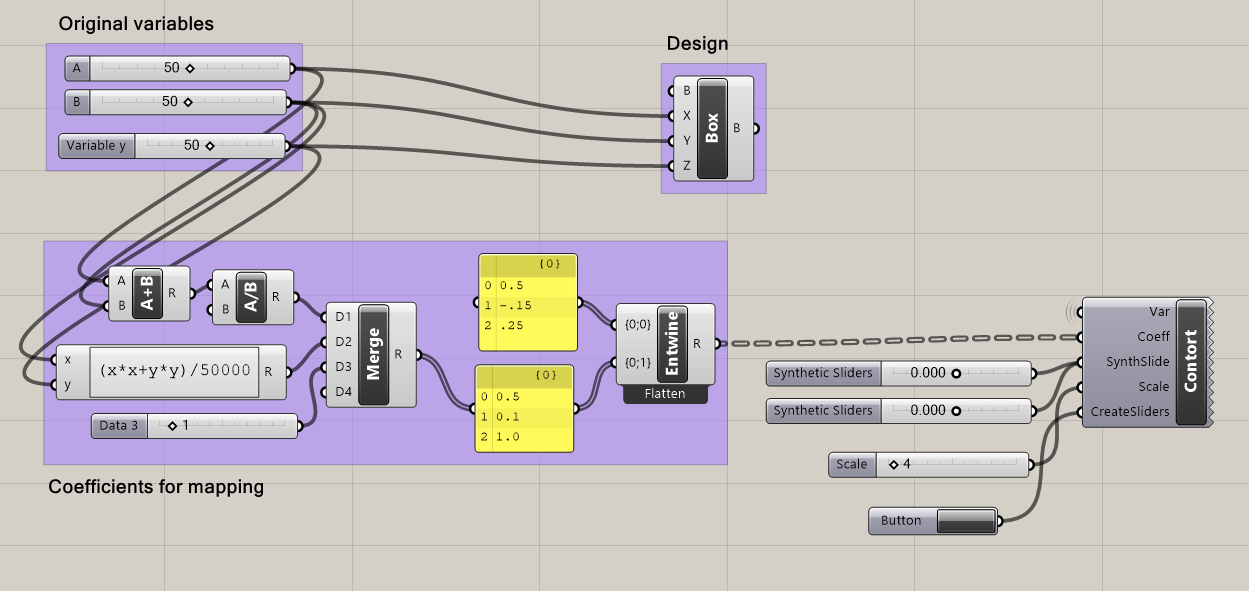 Original variables
A 50
B 50
Variable y 50
Design
B
X
Y
Z
Box
B
A
B
A+B
R
A
B
A/B
R
x
y
(x*x+y*y)/50000
R
Data 3 1
D1
D2
D3
D4
Merge
R
{0}
0 0.5
1 -.15
2 .25
{0}
0 0.5
1 0.1
2 1.0
{0;0}
{0;1}
Entwine
R
Flatten
Coefficients for mapping
Synthetic Sliders 0.000
Synthetic Sliders 0.000
Scale 4
Button
Var
Coeff
SynthSlide
Scale
CreateSliders
Contort